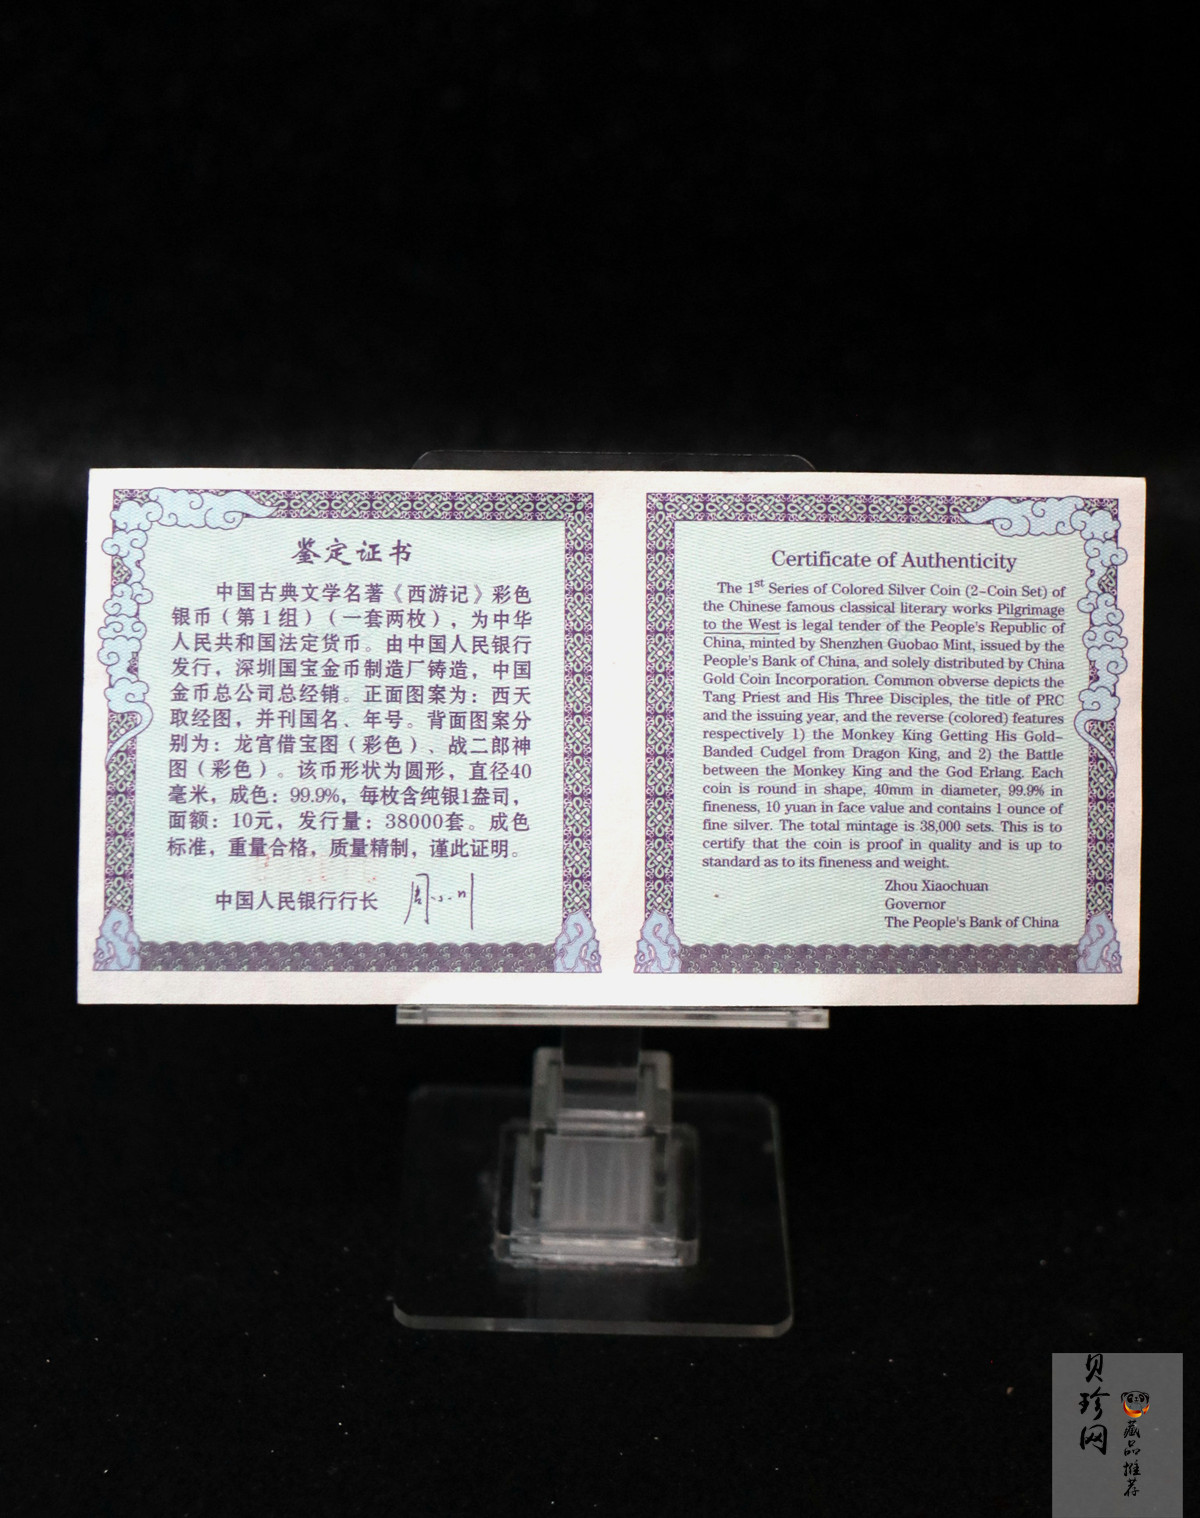 鉴定证书
中国古典文学名著《西游记》彩色
银币（第1组）（一套两枚），为中华
人民共和国法定货币。由中国人民银行
发行，深圳国宝金币制造厂铸造，中国
金币总公司总经销。正面图案为：西天
取经图，并刊国名、年号。背面图案分
别为：龙宫借宝图（彩色）、战二郎神
图（彩色）。该币形状为圆形，直径40
毫米，成色：99.9%，每枚含纯银1盎司，
面额：10元，发行量：38000套。成色
标准，重量合格，质量精制，谨此证明。
中国人民银行行长 周小川
Certificate of Authenticity
The 1st Series of Colored Silver Coin (2-Coin Set) of
the Chinese famous classical literary works Pilgrimage
to the West is legal tender of the People's Republic of
China, minted by Shenzhen Guobao Mint, issued by the
People's Bank of China, and solely distributed by China
Gold Coin Incorporation. Common obverse depicts the
Tang Priest and His Three Disciples, the title of PRC
and the issuing year, and the reverse (colored) features
respectively 1) the Monkey King Getting His Gold-
Banded Cudgel from Dragon King, and 2) the Battle
between the Monkey King and the God Erlang. Each
coin is round in shape, 40mm in diameter, 99.9% in
fineness, 10 yuan in face value and contains 1 ounce of
fine silver. The total mintage is 38,000 sets. This is to
certify that the coin is proof in quality and is up to
standard as to its fineness and weight.
Zhou Xiaochuan
Governor
The People's Bank of China
贝珍网
藏品推荐